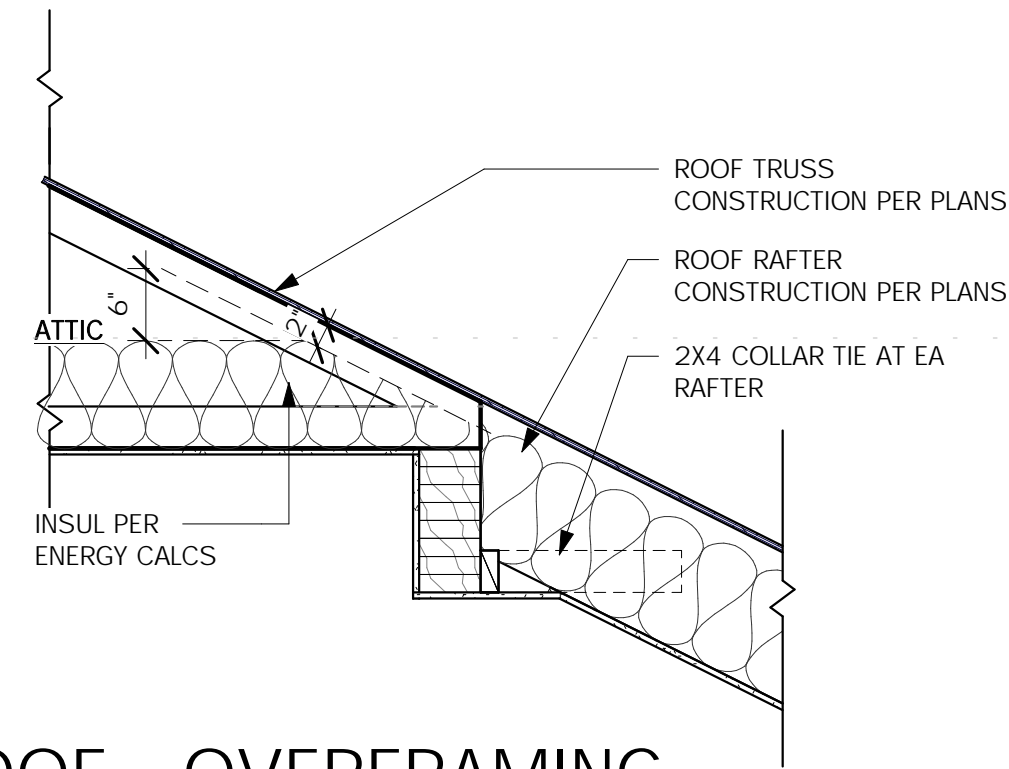 ROOF TRUSS
CONSTRUCTION PER PLANS
ROOF RAFTER
CONSTRUCTION PER PLANS
6"
2"
ATTIC
2X4 COLLAR TIE AT EA
RAFTER
INSUL PER
ENERGY CALCS
OVERFRAMING